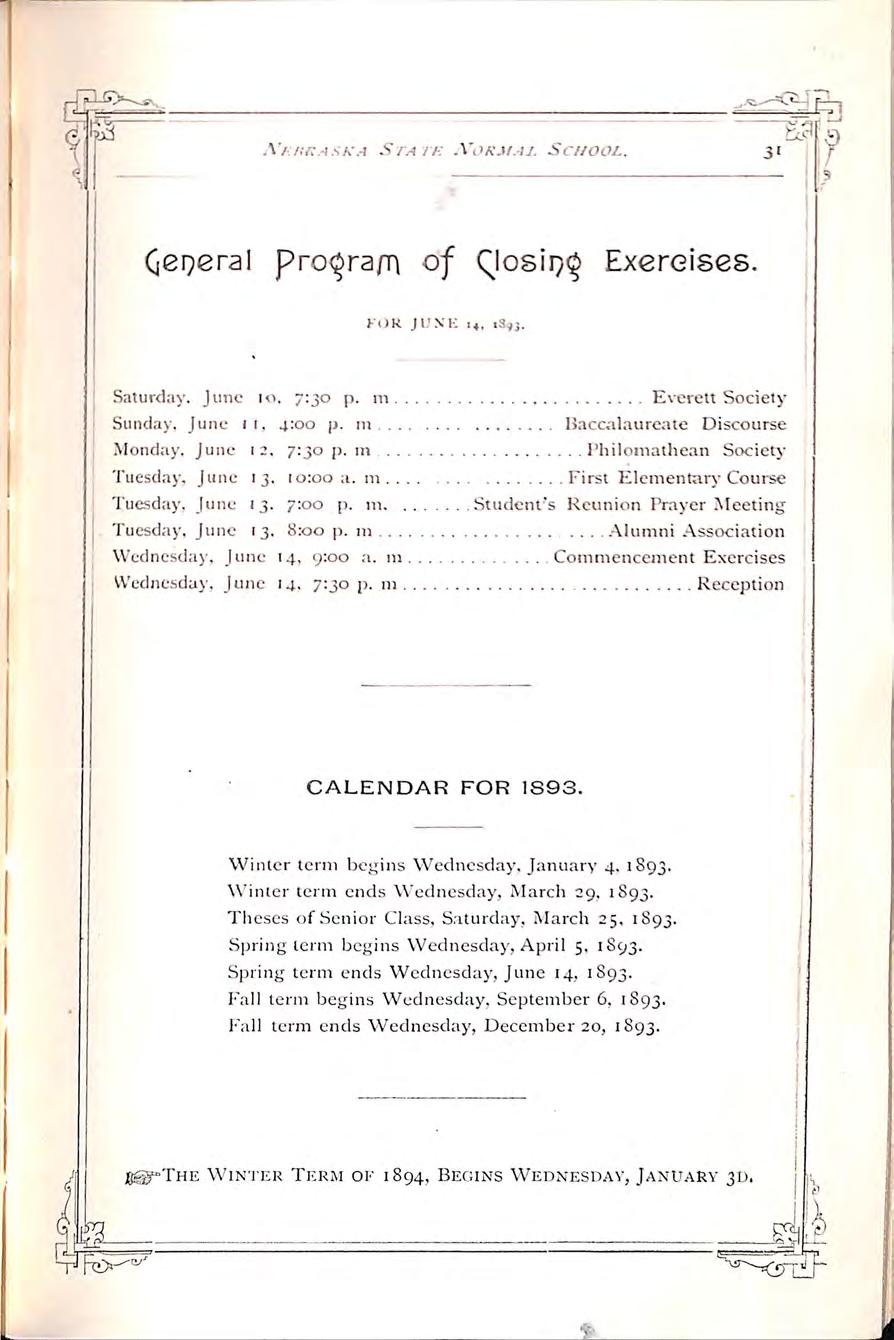 NEBRASKA STATE NORMAL SCHOOL. 31
General Program of Closing Exercises.
FOR JUNE 14, 1893.
Saturday, June 10, 7:30 p. m. . . . . . . . . . . . . . . . . . . . . . . . Everett Society
Sunday, June 11, 4:00 p. m. . . . . . . . . . . . . . . . . . Baccalaureate Discourse
Monday, June 12, 7:30 p. m . . . . . . . . . . . . . . . . . . . . Philomathean Society
Tuesday, June 13, 10:00 a. m. . . . . . . . . . . . . . . . . First Elementary Course
Tuesday, June 13, 7:00 p. m. . . . . . . . Student's Reunion Prayer Meeting
Tuesday, June 13, 8:00 p. m . . . . . . . . . . . . . . . . . . . . . . Alumni Association
Wednesday, June 14, 9:00 a. m. . . . . . . . . . . . . . Commencement Exercises
Wednesday, June 14, 7:30 p. m. . . . . . . . . . . . . . . . . . . . . . . . . . . . Reception
CALENDAR FOR 1893.
Winter term begins Wednesday, January 4, 1893.
Winter term ends Wednesday, March 29, 1893.
Theses of Senior Class, Saturday, March 25, 1893.
Spring term begins Wednesday, April 5, 1893.
Spring term ends Wednesday, June 14, 1893.
Fall term begins Wednesday, September 6, 1893.
Fall term ends Wednesday, December 20, 1893.
☞THE WINTER TERM OF 1894, BEGINS WEDNESDAY, JANUARY 3D.